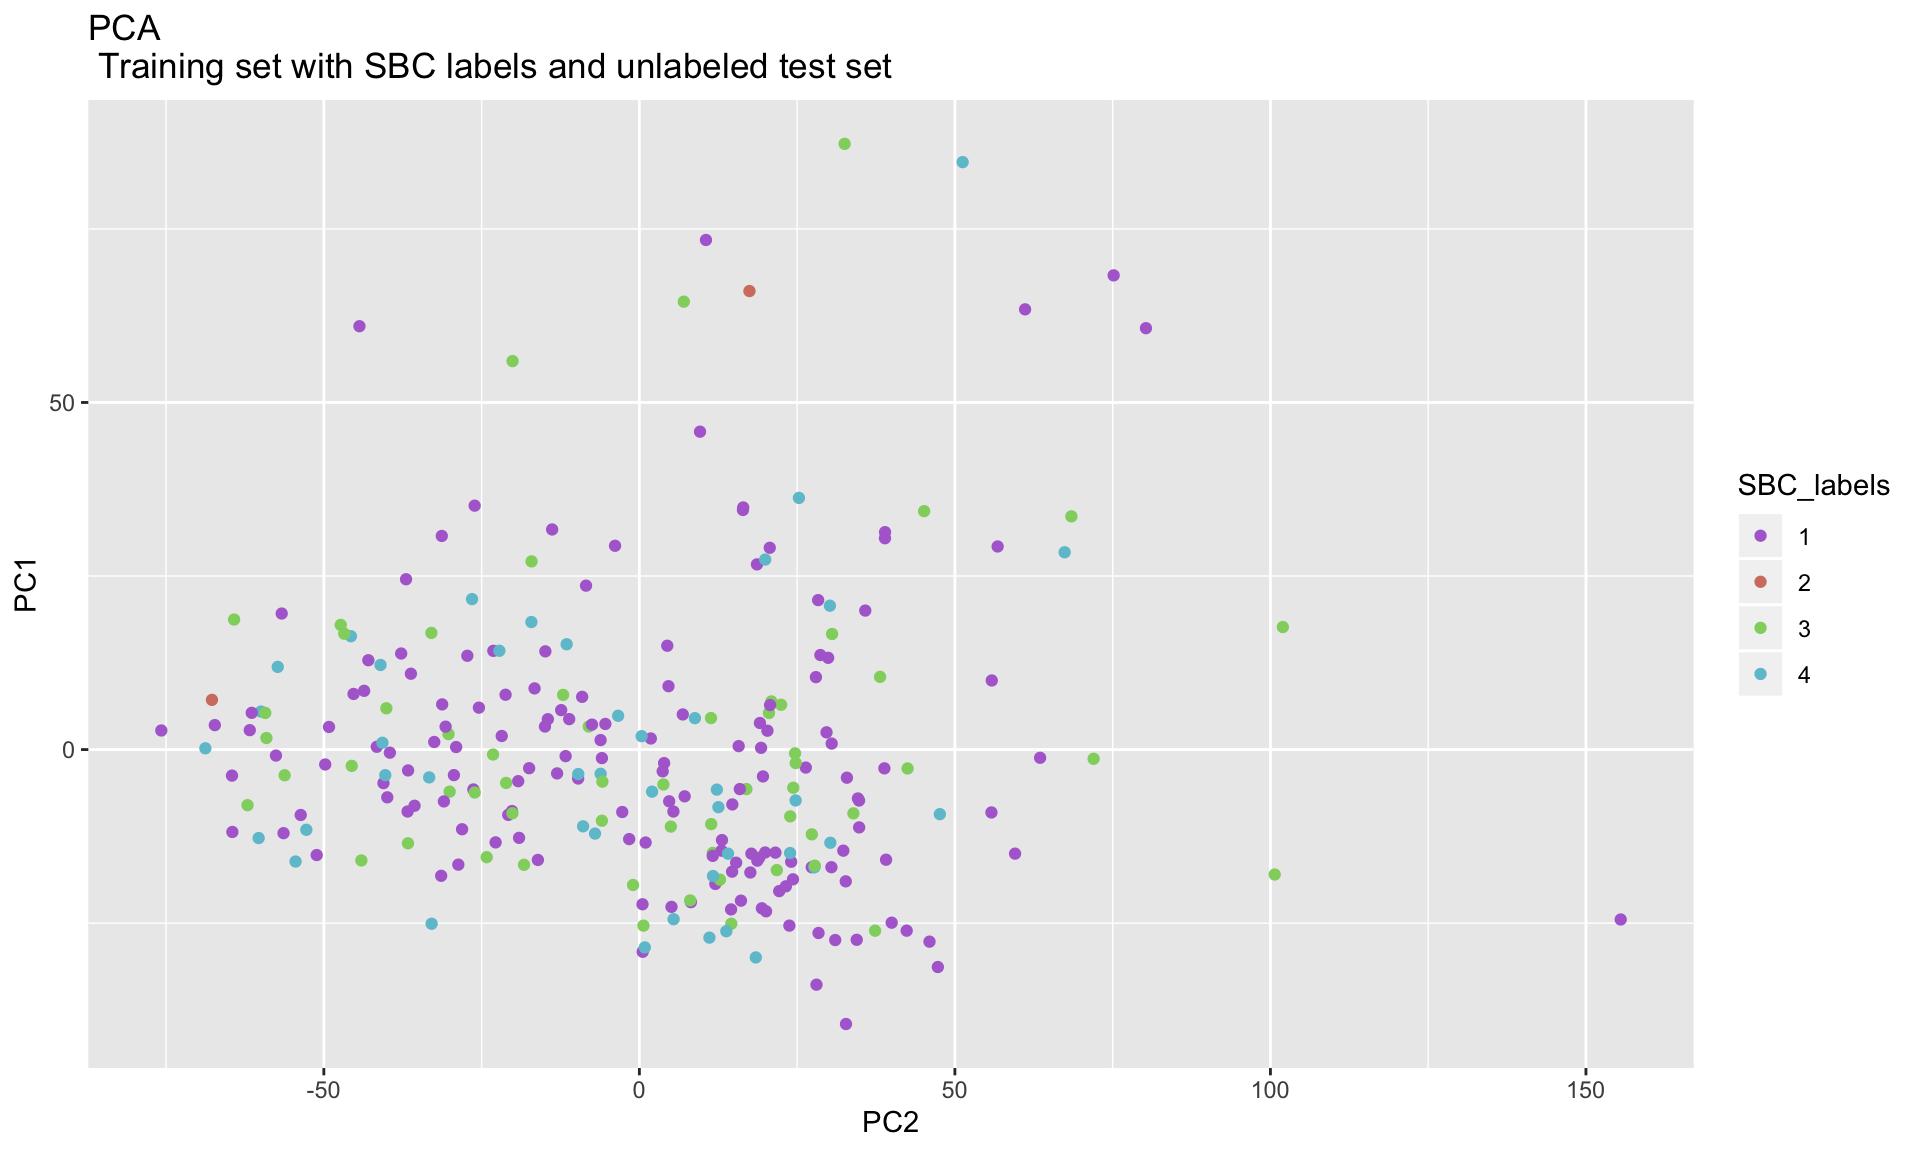 PCA
Training set with SBC labels and unlabeled test set
PC1
50
0
-50
0
50
100
150
PC2
SBC_labels
1
2
3
4